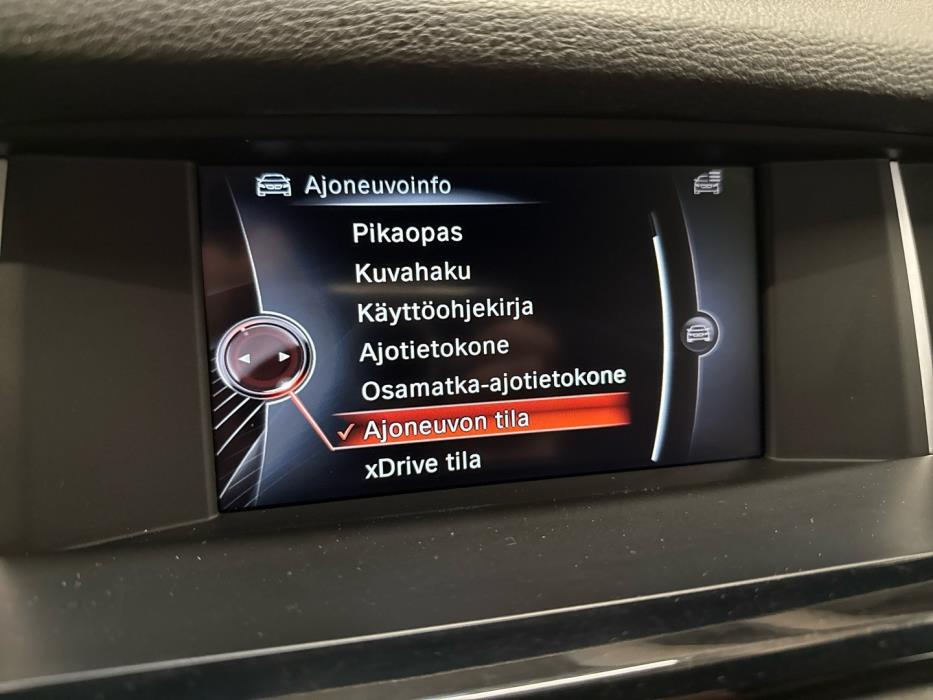 Ajoneuvoinfo
Pikaopas
Kuvahaku
Käyttöohjekirja
Ajotietokone
Osamatka-ajotietokone
Ajoneuvon tila
xDrive tila